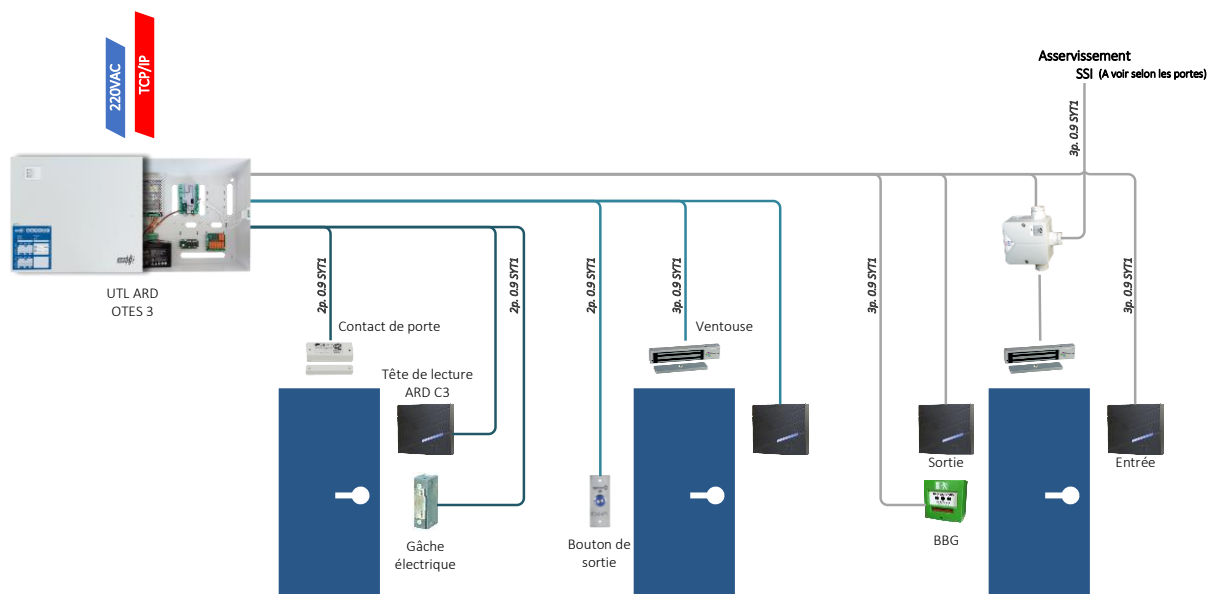 220VAC
TCP/IP
Asservissement
SSI (A voir selon les portes)
3p. 0.9 SYT1
UTL ARD
OTES 3
2p. 0.9 SYT1
2p. 0.9 SYT1
2p. 0.9 SYT1
3p. 0.9 SYT1
3p. 0.9 SYT1
3p. 0.9 SYT1
Contact de porte
Ventouse
Tête de lecture
ARD C3
Sortie
Entrée
Gâche
électrique
Bouton de
sortie
BBG